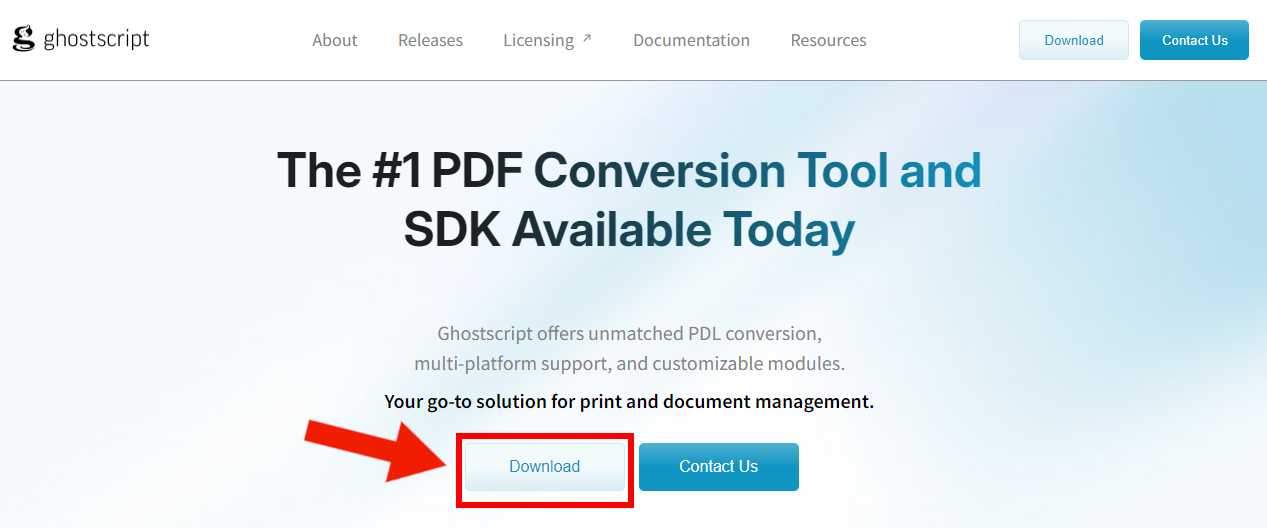 ghostscript
About Releases Licensing ↗ Documentation Resources
Download Contact Us
The #1 PDF Conversion Tool and
SDK Available Today
Ghostscript offers unmatched PDL conversion,
multi-platform support, and customizable modules.
Your go-to solution for print and document management.
Download Contact Us